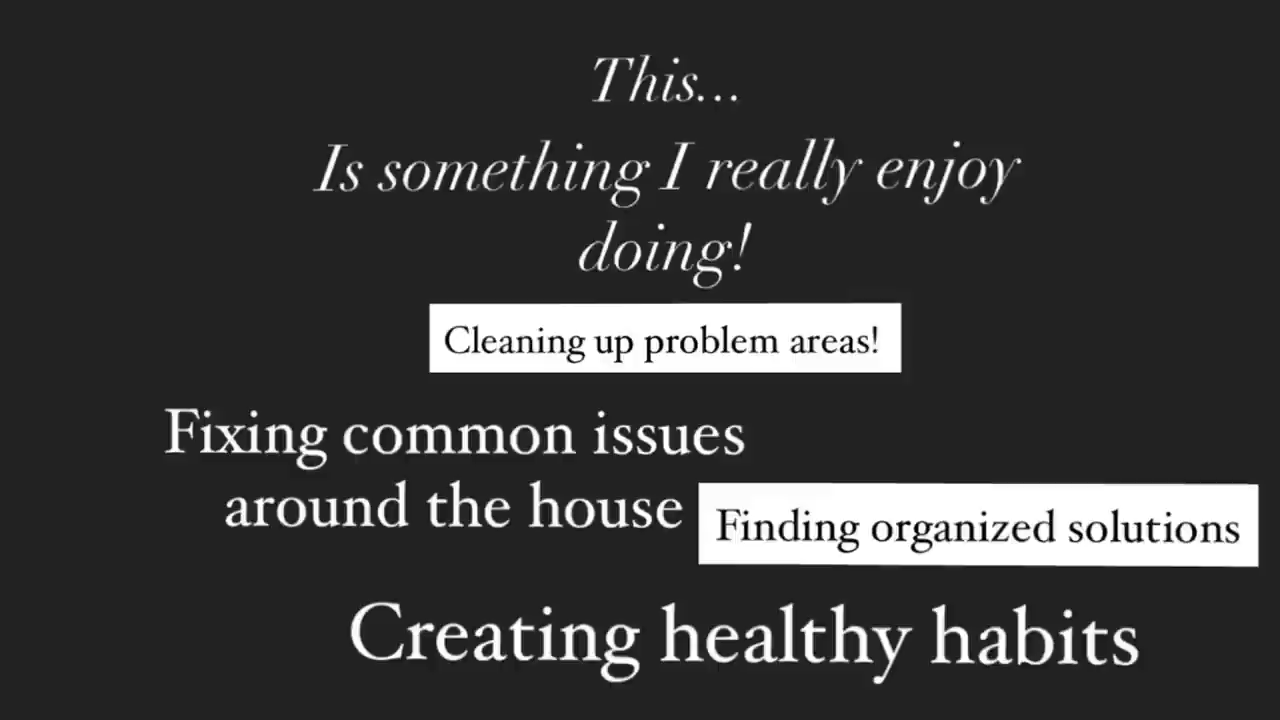 This...
Is something I really enjoy
doing!
Cleaning up problem areas!
Fixing common issues
around the house
Finding organized solutions
Creating healthy habits